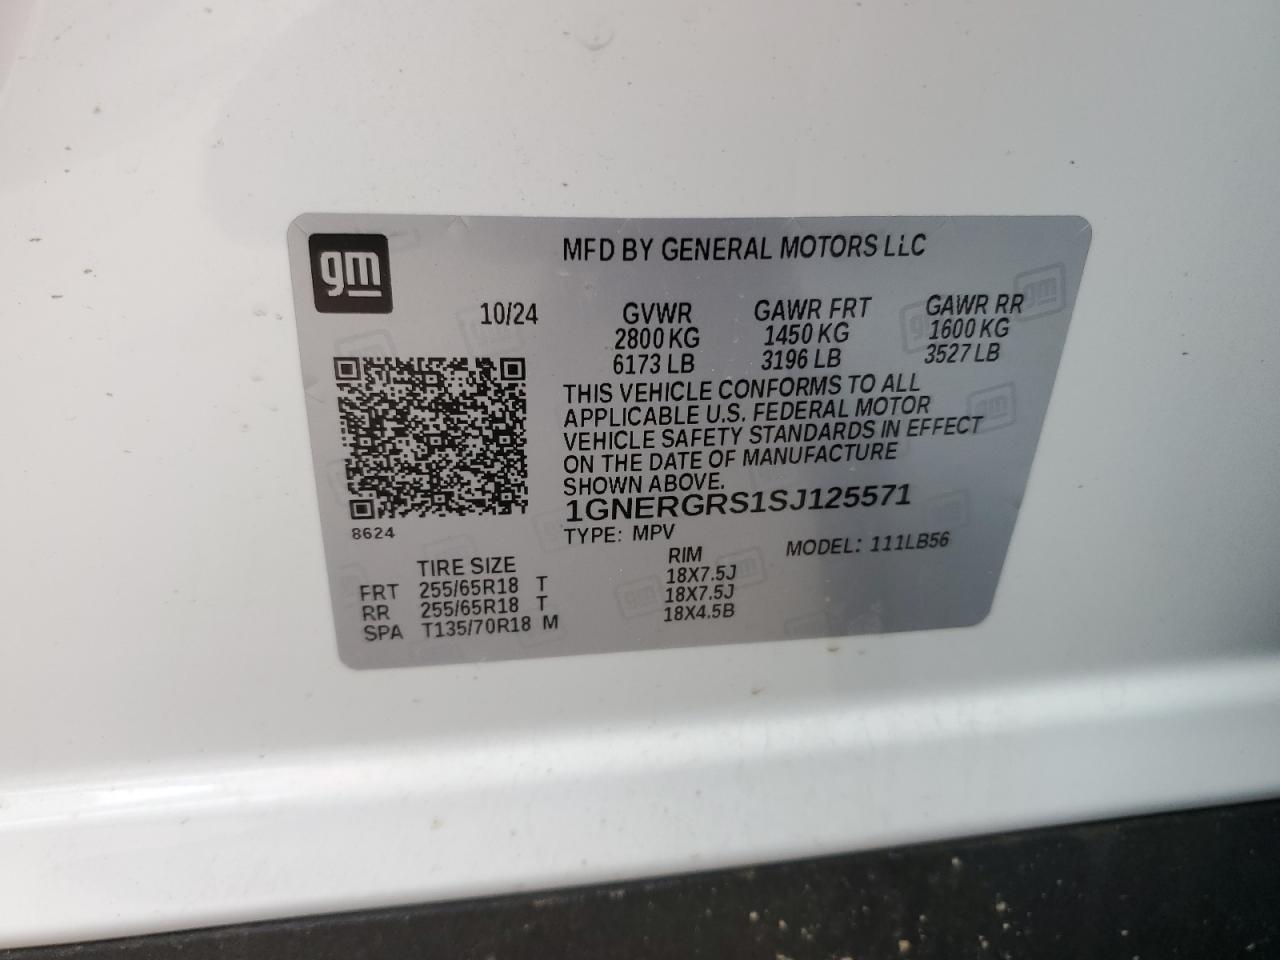 gm
MFD BY GENERAL MOTORS LLC
10/24 GVWR GAWR FRT GAWR RR
2800 KG 1450 KG 1600 KG
6173 LB 3196 LB 3527 LB
THIS VEHICLE CONFORMS TO ALL
APPLICABLE U.S. FEDERAL MOTOR
VEHICLE SAFETY STANDARDS IN EFFECT
ON THE DATE OF MANUFACTURE
SHOWN ABOVE.
1GNERGRS1SJ125571
8624
TYPE: MPV MODEL: 111LB56
TIRE SIZE RIM
FRT 255/65R18 T 18X7.5J
RR 255/65R18 T 18X7.5J
SPA T135/70R18 M 18X4.5B